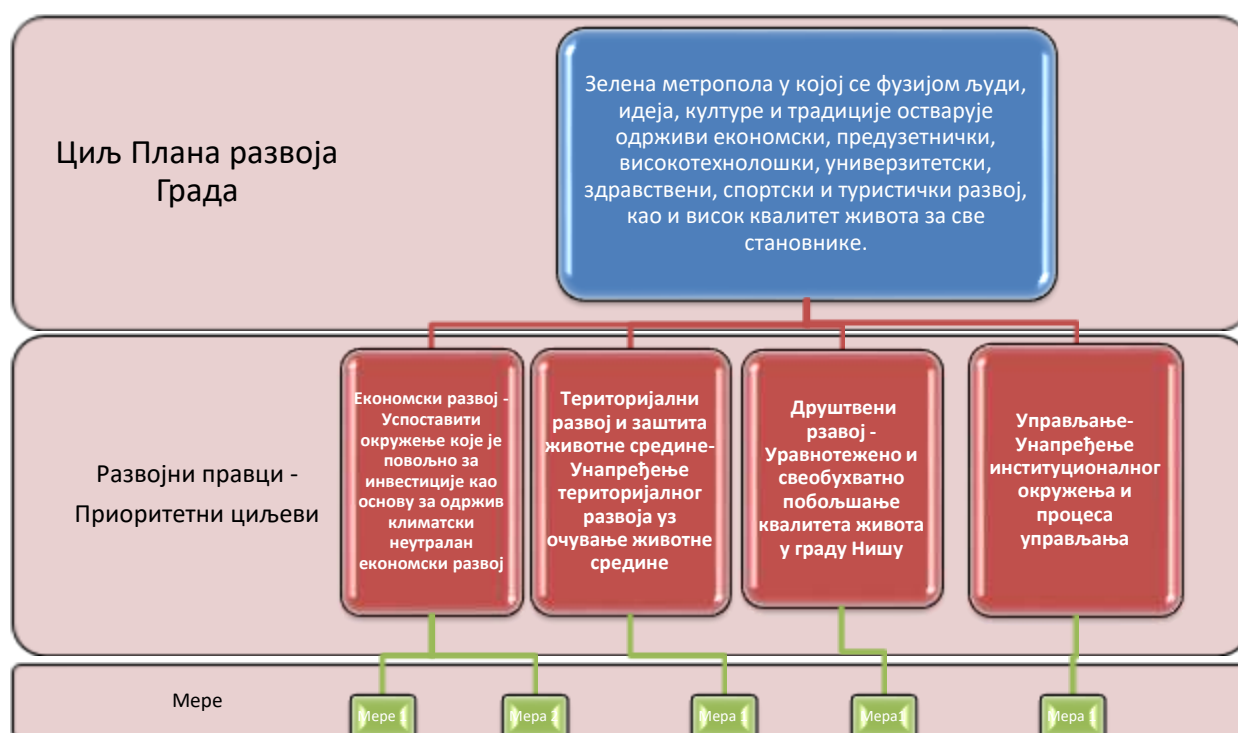 Циљ Плана развоја
Града
Зелена метропола у којој се фузијом људи,
идеја, културе и традиције остварује
одрживи економски, предузетнички,
високотехнолошки, универзитетски,
здравствени, спортски и туристички развој,
као и висок квалитет живота за све
становнике.
Развојни правци -
Приоритетни циљеви
Економски развој -
Успоставити
окружење које је
повољно за
инвестиције као
основу за одржив
климатски
неутралан
економски развој
Територијални
развој и заштита
животне средине-
Унапређење
територијалног
развоја уз
очување животне
средине
Друштвени
рзавој -
Уравнотежено и
свеобухватно
побољшање
квалитета живота
у граду Нишу
Управљање-
Унапређење
институционалног
окружења и
процеса
управљања
Мере
Мере 1
Мера 2
Мера 1
Мера1
Мера 1